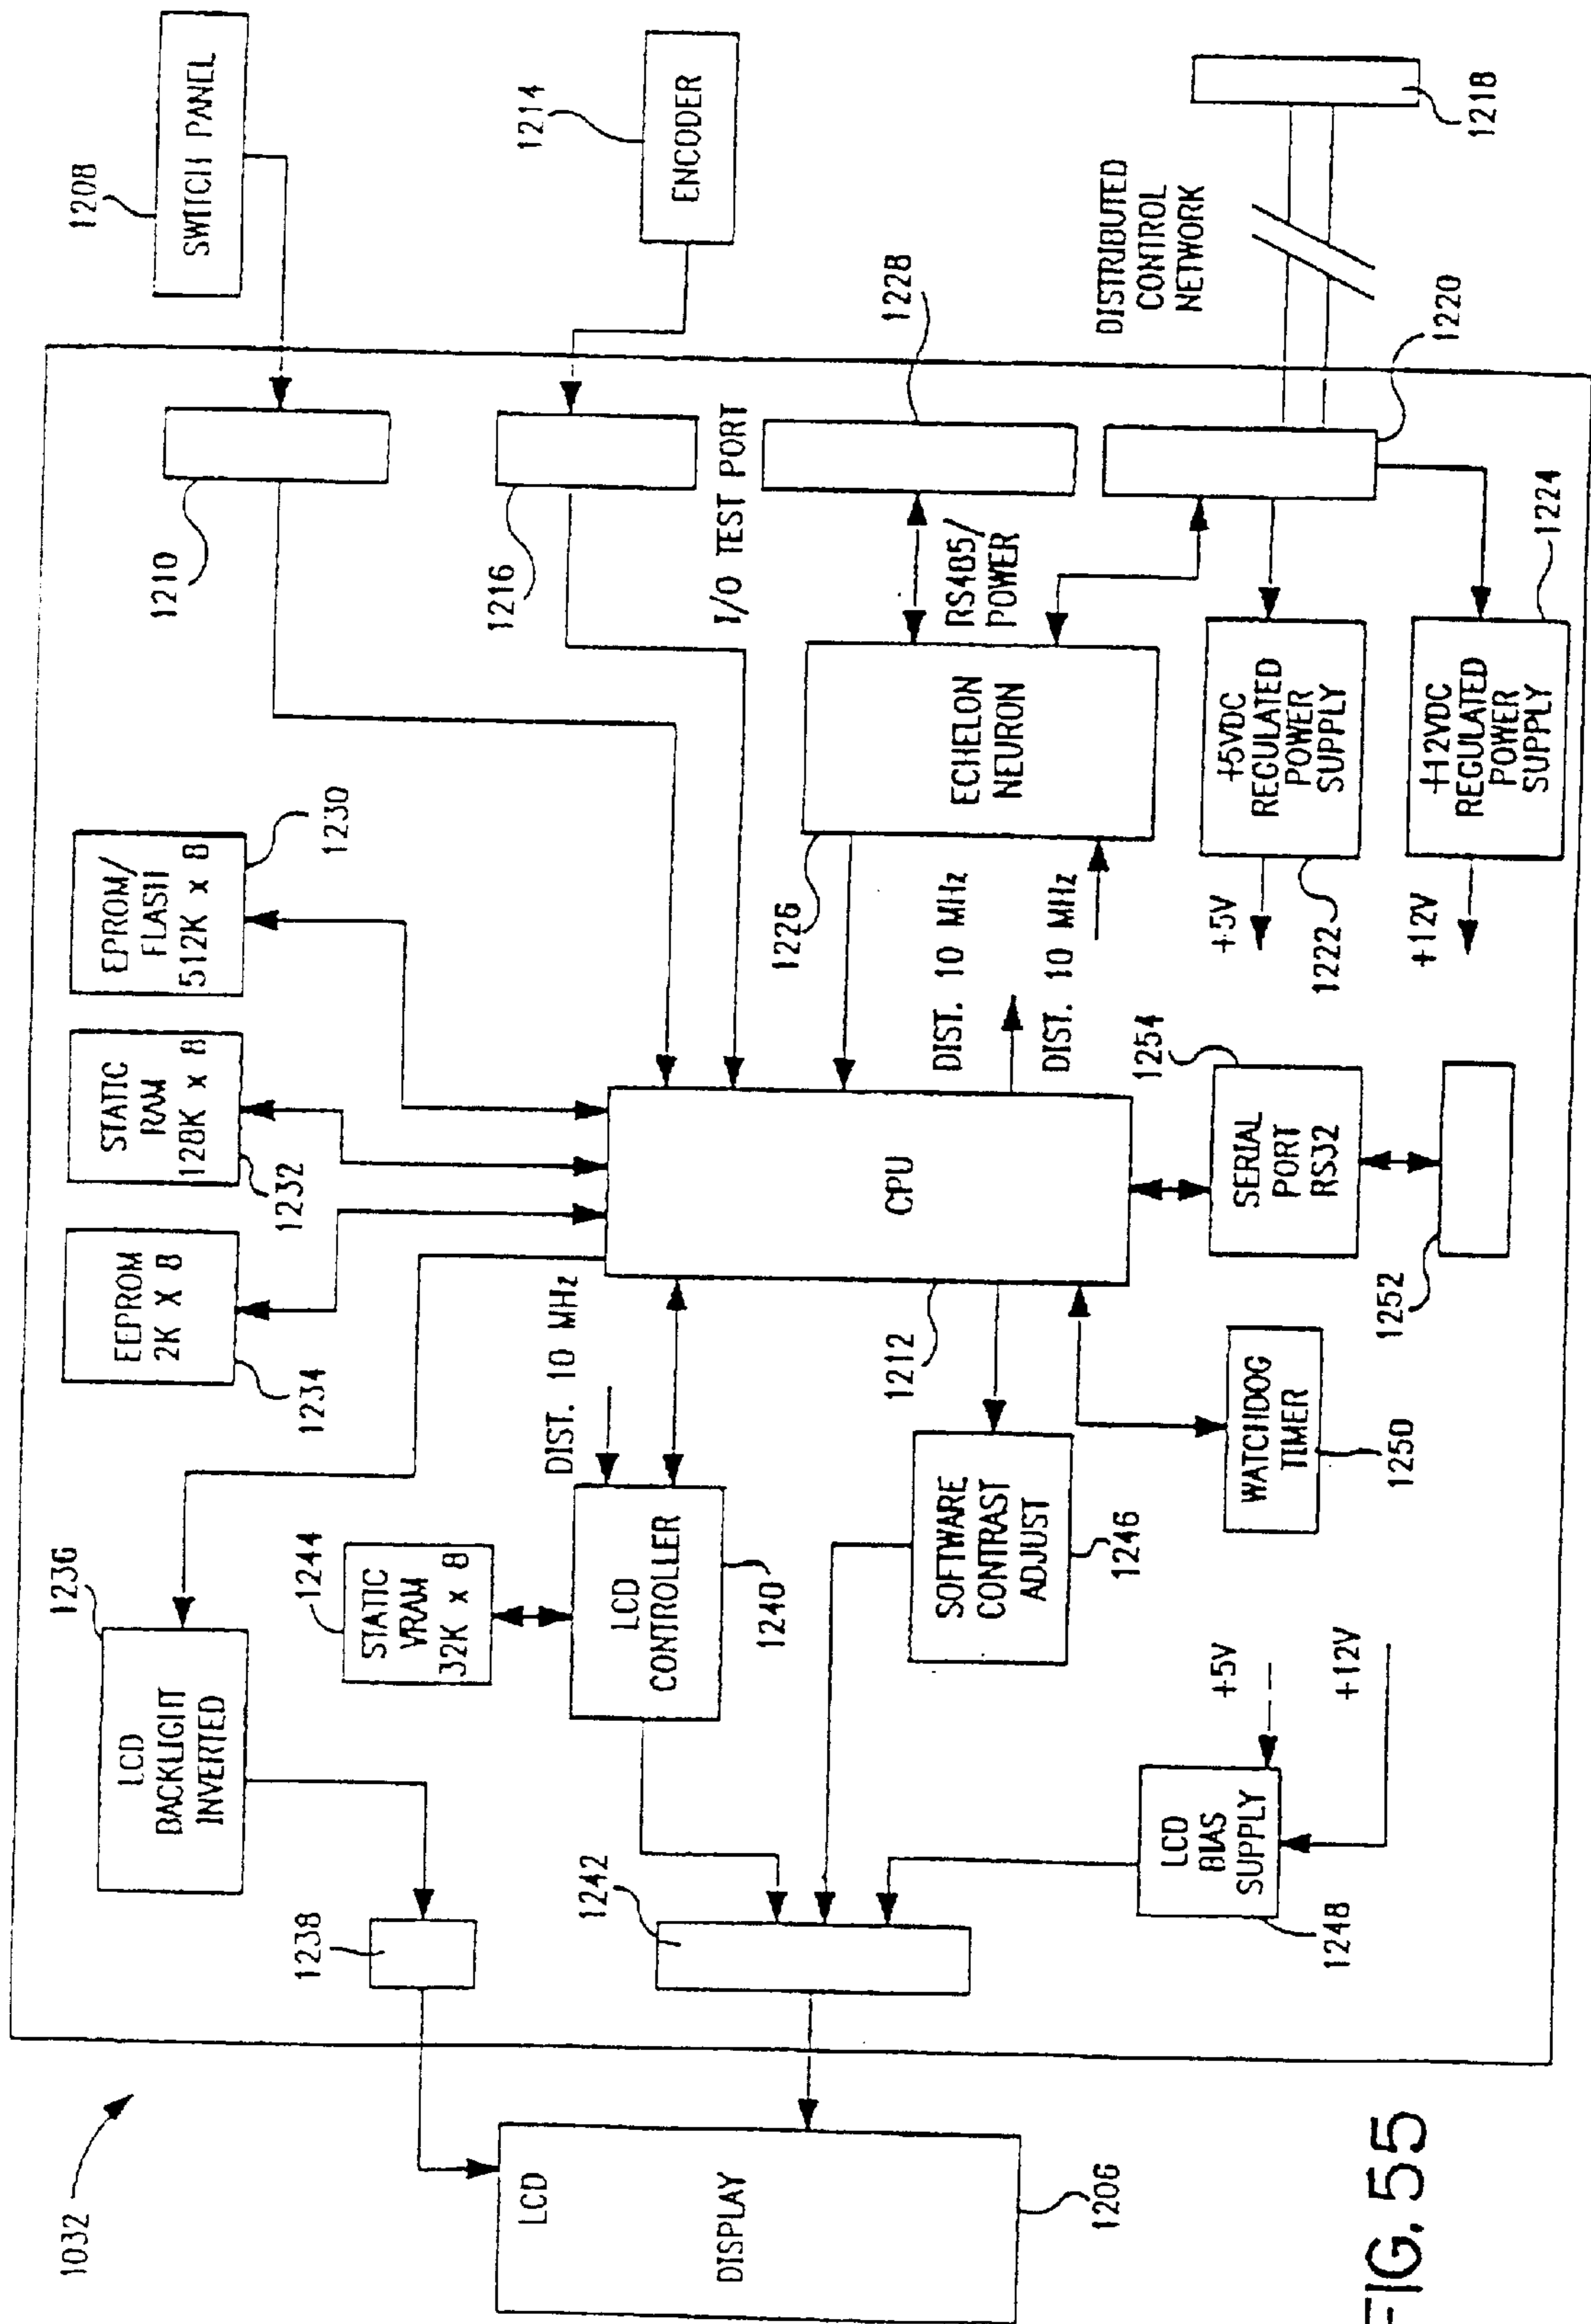 1032
LCD
DISPLAY
1206
1238
1242
1236
LCD
BACKLIGHT
INVERTED
1244
STATIC
VRAM
32K x 8
LCD
CONTROLLER
1240
DIST. 10 MHz
SOFTWARE
CONTRAST
ADJUST
1246
LCD
BIAS
SUPPLY
1248
+5V
+12V
WATCHDOG
TIMER
1250
EEPROM
2K X 8
1234
STATIC
RAM
128K x 8
1232
EPROM/
FLASH
512K x 8
1230
CPU
1212
SERIAL
PORT
RS32
1254
1252
DIST. 10 MHz
DIST. 10 MHz
ECHELON
NEURON
1226
RS485/
POWER
I/O TEST PORT
1228
+5VDC
REGULATED
POWER
SUPPLY
+5V
1222
+12VDC
REGULATED
POWER
SUPPLY
+12V
1224
1210
1216
1220
SWITCH PANEL
1208
ENCODER
1214
DISTRIBUTED
CONTROL
NETWORK
1218
FIG. 55